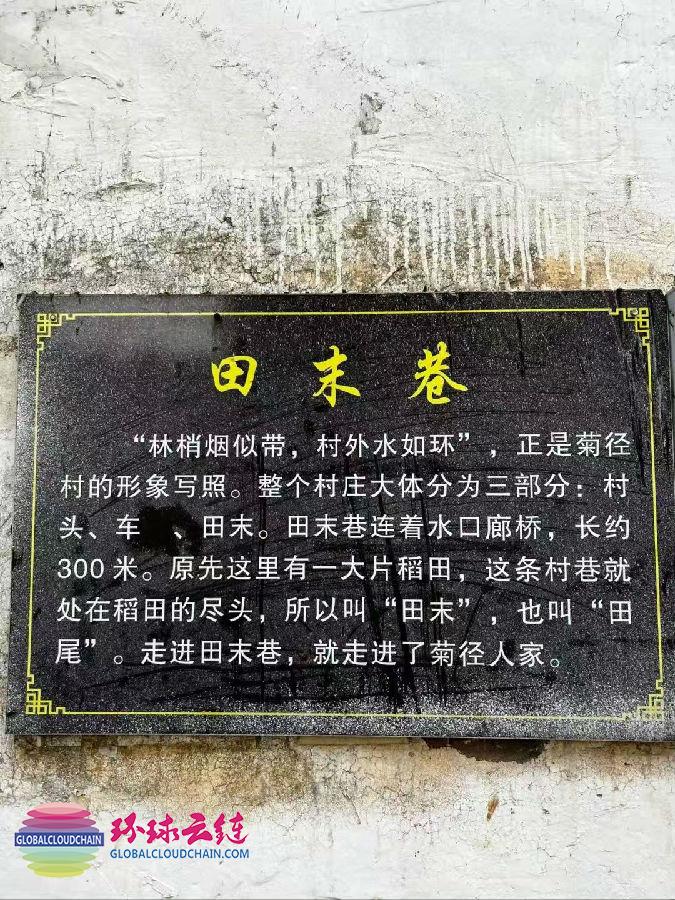 田末巷
“林梢烟似带，村外水如环”，正是菊径
村的形象写照。整个村庄大体分为三部分：村
头、车 、田末。田末巷连着水口廊桥，长约
300米。原先这里有一大片稻田，这条村巷就
处在稻田的尽头，所以叫“田末”，也叫“田
尾”。走进田末巷，就走进了菊径人家。
GLOBALCLOUDCHAIN
环球云链
GLOBALCLOUDCHAIN.COM